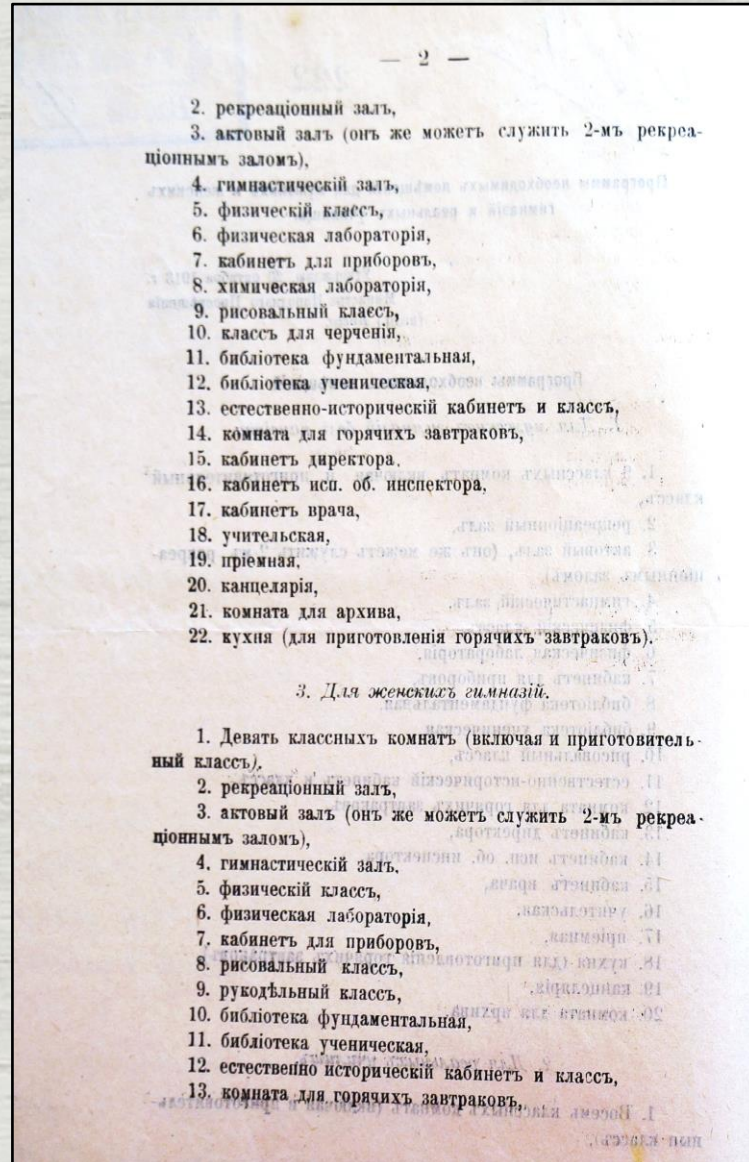 — 2 —
2. рекреаціонный залъ,
3. актовый залъ (онъ же можетъ служить 2-мъ рекреа-
ціоннымъ заломъ),
4. гимнастическій залъ,
5. физическій классъ,
6. физическая лабораторія,
7. кабинетъ для приборовъ,
8. химическая лабораторія,
9. рисовальный классъ,
10. классъ для черченія,
11. библіотека фундаментальная,
12. библіотека ученическая,
13. естественно-историческій кабинетъ и классъ,
14. комната для горячихъ завтраковъ,
15. кабинетъ директора,
16. кабинетъ исп. об. инспектора,
17. кабинетъ врача,
18. учительская,
19. пріемная,
20. канцелярія,
21. комната для архива,
22. кухня (для приготовленія горячихъ завтраковъ).
3. Для женскихъ гимназій.
1. Девять классныхъ комнатъ (включая и приготовитель-
ный классъ),
2. рекреаціонный залъ,
3. актовый залъ (онъ же можетъ служить 2-мъ рекреа-
ціоннымъ заломъ),
4. гимнастическій залъ,
5. физическій классъ,
6. физическая лабораторія,
7. кабинетъ для приборовъ,
8. рисовальный классъ,
9. рукодѣльный классъ,
10. библіотека фундаментальная,
11. библіотека ученическая,
12. естественно историческій кабинетъ и классъ,
13. комната для горячихъ завтраковъ,